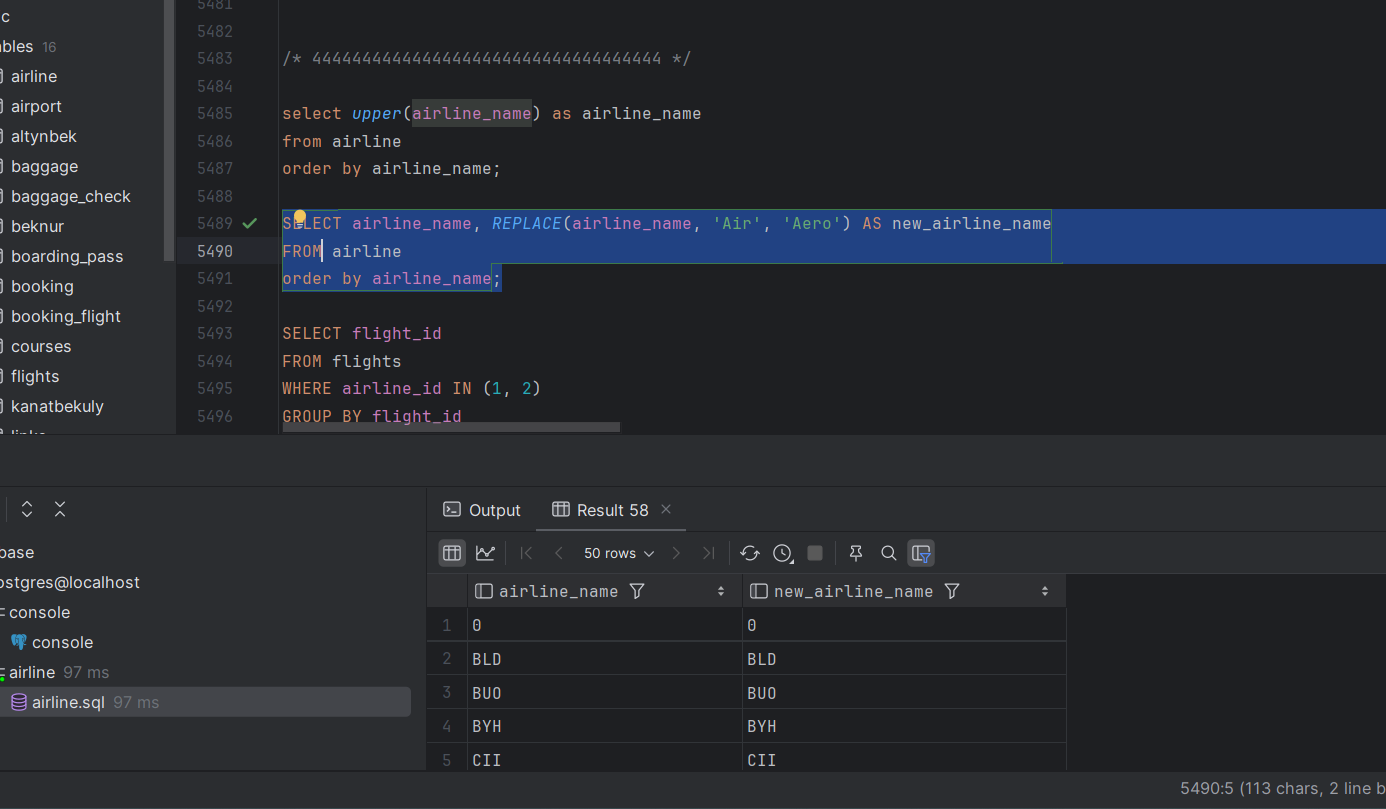 c
bles 16
airline
airport
altynbek
baggage
baggage_check
beknur
boarding_pass
booking
booking_flight
courses
flights
kanatbekuly
5481
5482
5483 /* 44444444444444444444444444444444444 */
5484
5485 select upper(airline_name) as airline_name
5486 from airline
5487 order by airline_name;
5488
5489 SELECT airline_name, REPLACE(airline_name, 'Air', 'Aero') AS new_airline_name
5490 FROM airline
5491 order by airline_name;
5492
5493 SELECT flight_id
5494 FROM flights
5495 WHERE airline_id IN (1, 2)
5496 GROUP BY flight_id
base
ostgres@localhost
console
console
airline 97 ms
airline.sql 97 ms
Output Result 58
50 rows
airline_name new_airline_name
1 0 0
2 BLD BLD
3 BUO BUO
4 BYH BYH
5 CII CII
5490:5 (113 chars, 2 line b